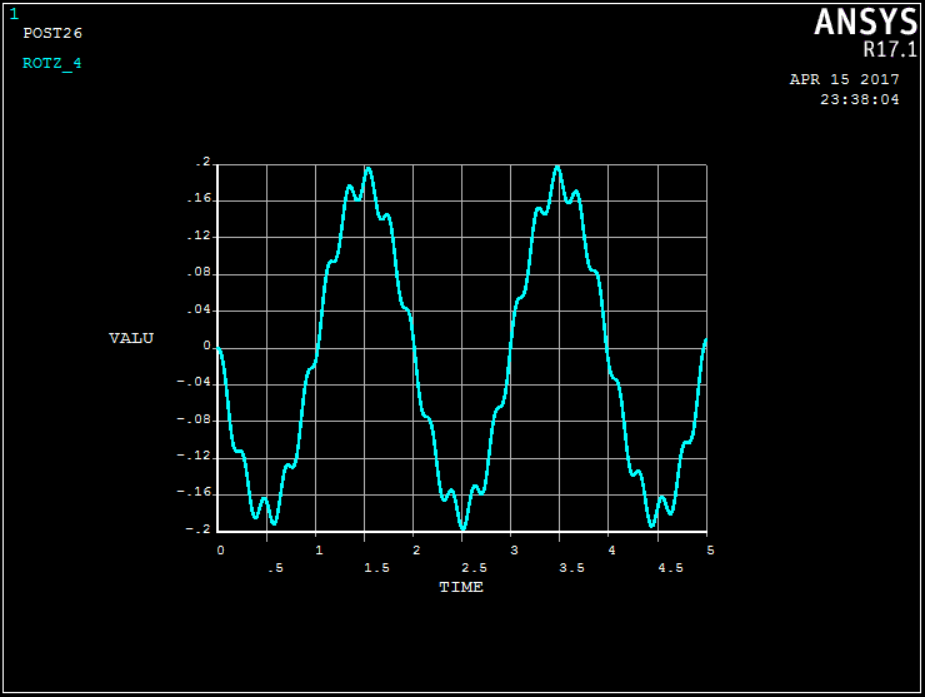 1
POST26
ROTZ_4
ANSYS
R17.1
APR 15 2017
23:38:04
.2
.16
.12
.08
.04
0
-.04
-.08
-.12
-.16
-.2
VALU
0 1 2 3 4 5
.5 1.5 2.5 3.5 4.5
TIME